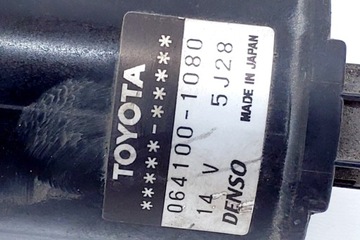 TOYOTA
*****-*****
064100-1080
14 V 5J28
DENSO MADE IN JAPAN